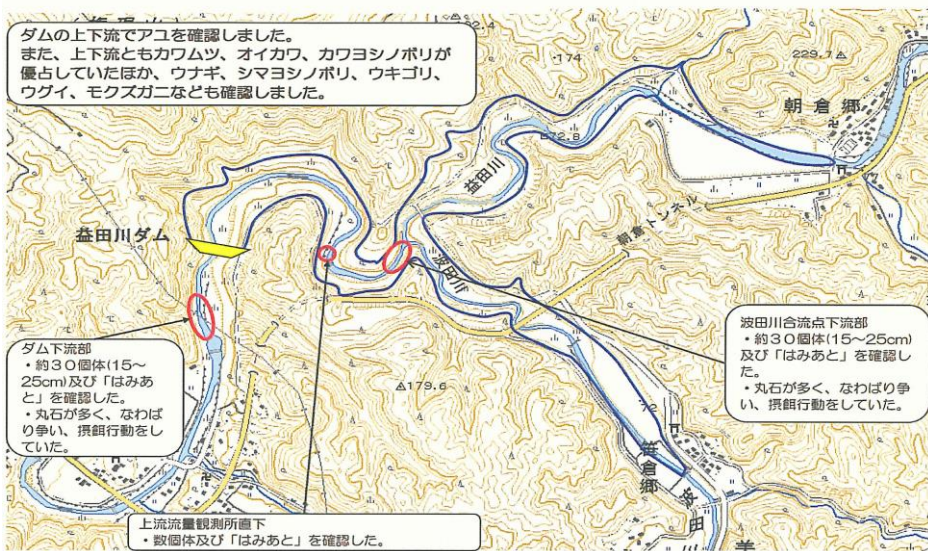 ダムの上下流でアユを確認しました。
また、上下流ともカワムツ、オイカワ、カワヨシノボリが
優占していたほか、ウナギ、シマヨシノボリ、ウキゴリ、
ウグイ、モクズガニなども確認しました。
・174
229.7
朝倉郷
72.8
益田川
益田川ダム
朝倉トンネル
波田川
ダム下流部
・約30個体(15～
25cm)及び「はみあ
と」を確認した。
・丸石が多く、なわば
り争い、摂餌行動をし
ていた。
179.6
波田川合流点下流部
・約30個体(15～25cm)
及び「はみあと」を確認し
た。
・丸石が多く、なわばり争
い、摂餌行動をしていた。
72
笹倉郷
波田川
美
上流流量観測所直下
・数個体及び「はみあと」を確認した。